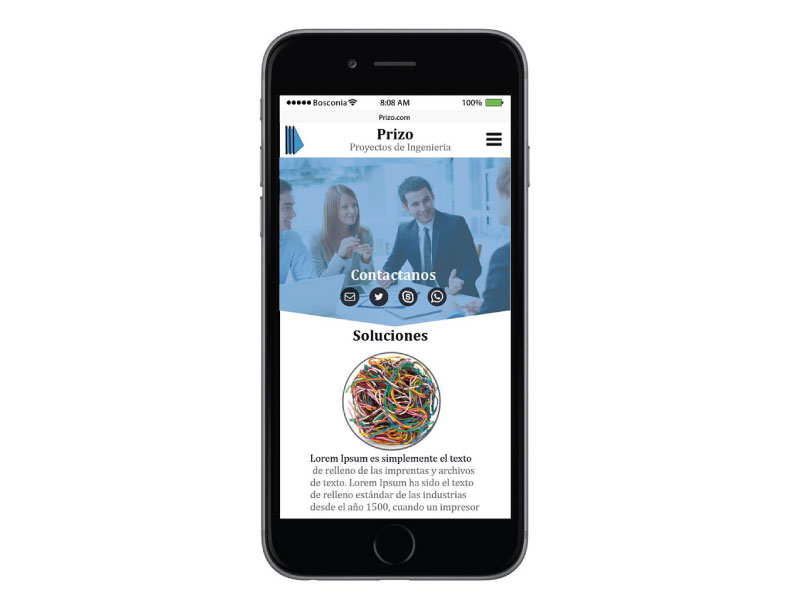 Bosconia 8:08 AM 100%
Prizo.com
Prizo
Proyectos de Ingenieria
Contactanos
Soluciones
Lorem Ipsum es simplemente el texto
de relleno de las imprentas y archivos
de texto. Lorem Ipsum ha sido el texto
de relleno estándar de las industrias
desde el año 1500, cuando un impresor